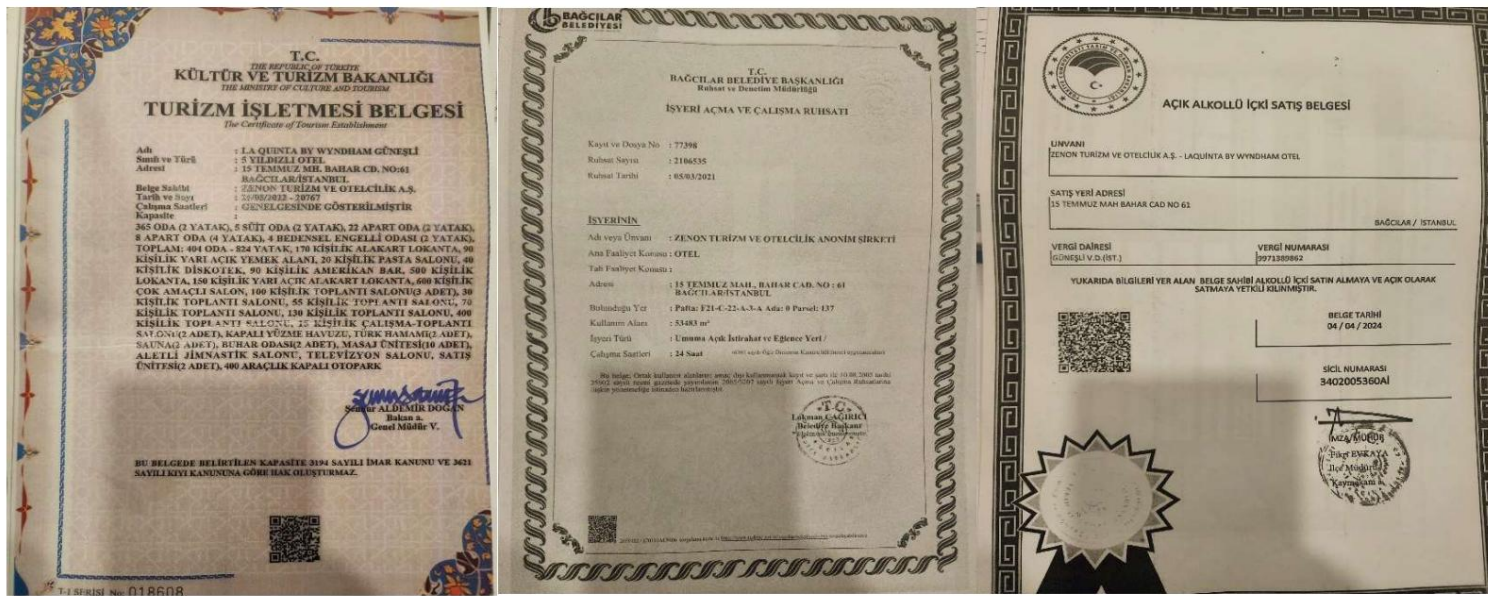 T.C.
THE REPUBLIC OF TÜRKİYE
KÜLTÜR VE TURİZM BAKANLIĞI
THE MINISTRY OF CULTURE AND TOURISM
TURİZM İŞLETMESİ BELGESİ
The Certificate of Tourism Establishment
Adı : LA QUINTA BY WYNDHAM GÜNEŞLİ
Sınıfı ve Türü : 5 YILDIZLI OTEL
Adresi : 15 TEMMUZ MH. BAHAR CD. NO:61
BAĞCILAR/İSTANBUL
Belge Sahibi : ZENON TURİZM VE OTELCİLİK A.Ş.
Tarih ve Sayı : /08/2022 - 20767
Çalışma Saatleri : GENELGESİNDE GÖSTERİLMİŞTİR
Kapasite :
365 ODA (2 YATAK), 5 SÜİT ODA (2 YATAK), 22 APART ODA (2 YATAK),
8 APART ODA (4 YATAK), 4 BEDENSEL ENGELLİ ODASI (2 YATAK),
TOPLAM: 404 ODA - 824 YATAK, 170 KİŞİLİK ALAKART LOKANTA, 90
KİŞİLİK YARI AÇIK YEMEK ALANI, 20 KİŞİLİK PASTA SALONU, 40
KİŞİLİK DİSKOTEK, 90 KİŞİLİK AMERİKAN BAR, 500 KİŞİLİK
LOKANTA, 150 KİŞİLİK YARI AÇIK ALAKART LOKANTA, 600 KİŞİLİK
ÇOK AMAÇLI SALON, 100 KİŞİLİK TOPLANTI SALONU(3 ADET), 30
KİŞİLİK TOPLANTI SALONU, 55 KİŞİLİK TOPLANTI SALONU, 70
KİŞİLİK TOPLANTI SALONU, 130 KİŞİLİK TOPLANTI SALONU, 400
KİŞİLİK TOPLANTI SALONU, 15 KİŞİLİK ÇALIŞMA-TOPLANTI
SALONU(2 ADET), KAPALI YÜZME HAVUZU, TÜRK HAMAMI(2 ADET),
SAUNA(2 ADET), BUHAR ODASI(2 ADET), MASAJ ÜNİTESİ(10 ADET),
ALETLİ JİMNASTİK SALONU, TELEVİZYON SALONU, SATIŞ
ÜNİTESİ(2 ADET), 400 ARAÇLIK KAPALI OTOPARK
ALDEMİR DOĞAN
Bakan a.
Genel Müdür V.
BU BELGEDE BELİRTİLEN KAPASİTE 3194 SAYILI İMAR KANUNU VE 3621
SAYILI KIYI KANUNUNA GÖRE HAK OLUŞTURMAZ.
T-1 SERİSİ No: 018608
BAĞCILAR
BELEDİYESİ
T.C.
BAĞCILAR BELEDİYE BAŞKANLIĞI
Ruhsat ve Denetim Müdürlüğü
İŞYERİ AÇMA VE ÇALIŞMA RUHSATI
Kayıt ve Dosya No : 77398
Ruhsat Sayısı : 2106535
Ruhsat Tarihi : 05/03/2021
İŞYERİNİN
Adı veya Ünvanı : ZENON TURİZM VE OTELCİLİK ANONİM ŞİRKETİ
Ana Faaliyet Konusu : OTEL
Tali Faaliyet Konusu :
Adresi : 15 TEMMUZ MAH. BAHAR CAD. NO : 61
BAĞCILAR/İSTANBUL
Bulunduğu Yer : Pafta: F21-C-22-A-3-A Ada: 0 Parsel: 137
Kullanım Alanı : 53483 m²
İşyeri Türü : Umuma Açık İstirahat ve Eğlence Yeri /
Çalışma Saatleri : 24 Saat
T.C.
Lokman ÇAĞIRICI
Belediye Başkanı
AÇIK ALKOLLÜ İÇKİ SATIŞ BELGESİ
UNVANI
ZENON TURİZM VE OTELCİLİK A.Ş. - LAQUINTA BY WYNDHAM OTEL
SATIŞ YERİ ADRESİ
15 TEMMUZ MAH BAHAR CAD NO 61
BAĞCILAR / İSTANBUL
VERGİ DAİRESİ
VERGİ NUMARASI
GÜNEŞLİ V.D.(İST.)
9971389862
YUKARIDA BİLGİLERİ YER ALAN BELGE SAHİBİ ALKOLLÜ İÇKİ SATIN ALMAYA VE AÇIK OLARAK
SATMAYA YETKİLİ KILINMIŞTIR.
BELGE TARİHİ
04 / 04 / 2024
SİCİL NUMARASI
3402005360Aİ
İMZA/MÜHÜR
Fikri EVKAYA
İlçe Müdürü
Kaymakam a.